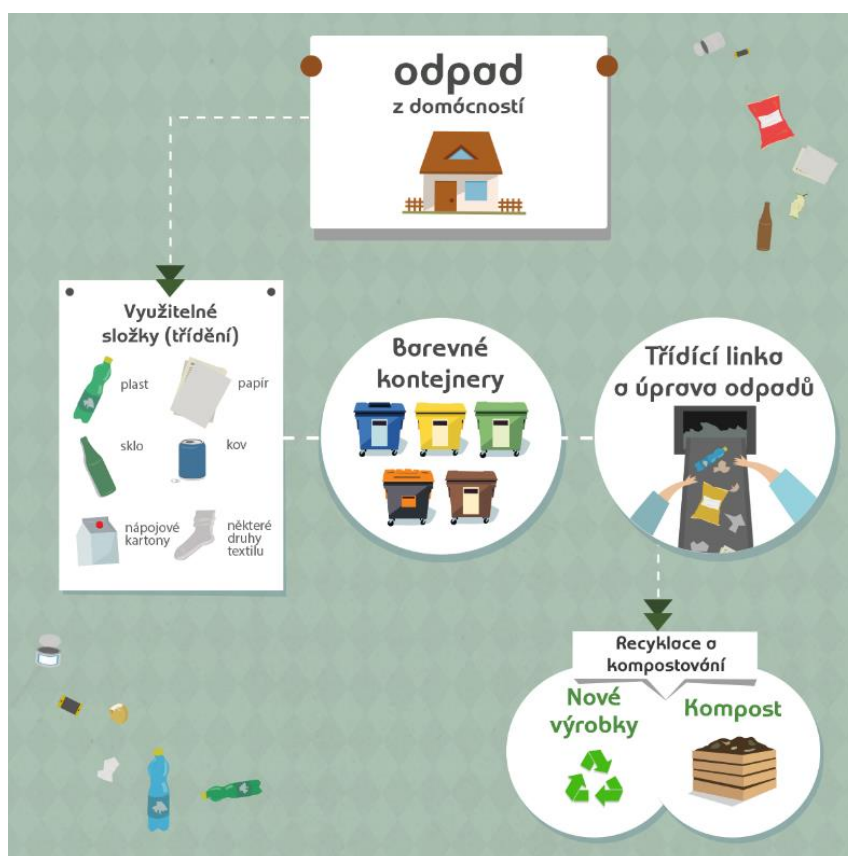 odpad
z domácností
Využitelné
složky (třídění)
plast
papír
sklo
kov
nápojové
kartony
některé
druhy
textilu
Barevné
kontejnery
Třídící linka
a úprava odpadů
Recyklace a
kompostování
Nové
výrobky
Kompost